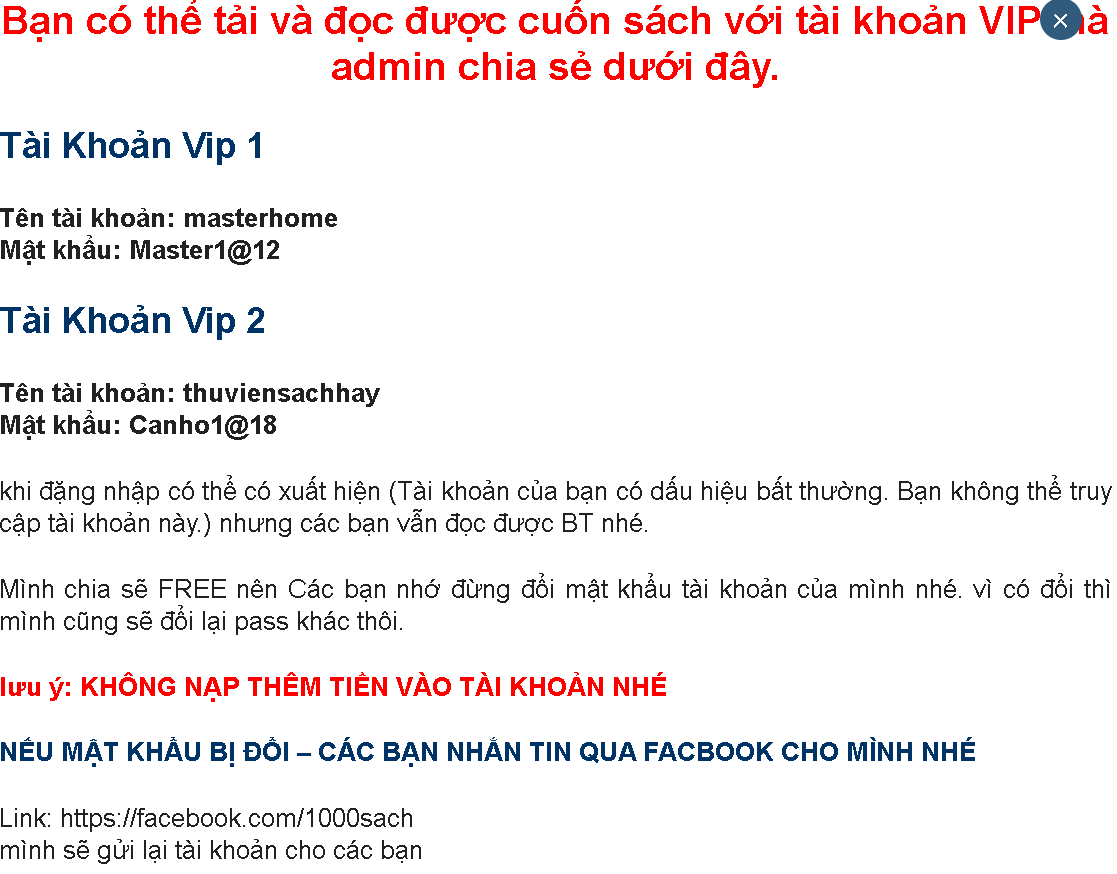 Bạn có thể tải và đọc được cuốn sách với tài khoản VIP
admin chia sẻ dưới đây.
Tài Khoản Vip 1
Tên tài khoản: masterhome
Mật khẩu: Master1@12
Tài Khoản Vip 2
Tên tài khoản: thuviensachhay
Mật khẩu: Canho1@18
khi đặng nhập có thể có xuất hiện (Tài khoản của bạn có dấu hiệu bất thường. Bạn không thể truy
cập tài khoản này.) nhưng các bạn vẫn đọc được BT nhé.
Mình chia sẽ FREE nên Các bạn nhớ đừng đổi mật khẩu tài khoản của mình nhé. vì có đổi thì
mình cũng sẽ đổi lại pass khác thôi.
lưu ý: KHÔNG NẠP THÊM TIỀN VÀO TÀI KHOẢN NHÉ
NẾU MẬT KHẨU BỊ ĐỔI – CÁC BẠN NHẮN TIN QUA FACBOOK CHO MÌNH NHÉ
Link: https://facebook.com/1000sach
mình sẽ gửi lại tài khoản cho các bạn